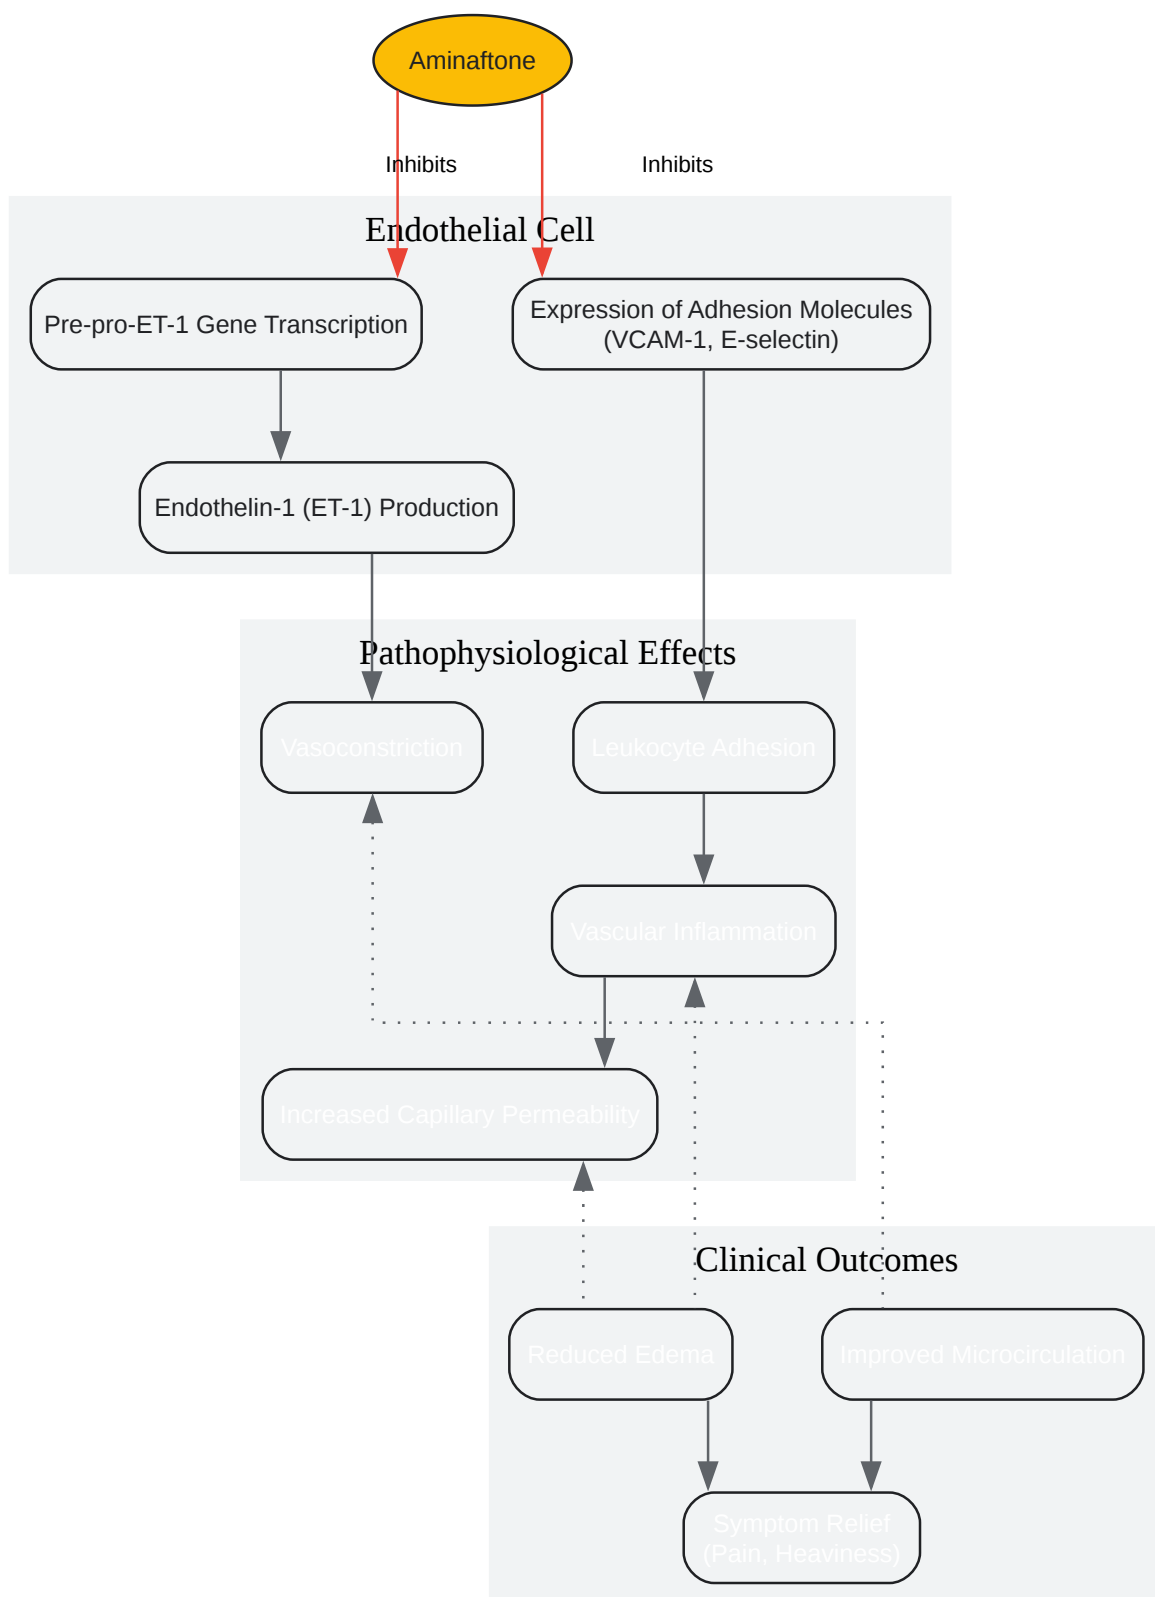 Aminaftone
Inhibits
Inhibits
Endothelial Cell
Pre-pro-ET-1 Gene Transcription
Expression of Adhesion Molecules
(VCAM-1, E-selectin)
Endothelin-1 (ET-1) Production
Pathophysiological Effects
Vasoconstriction
Leukocyte Adhesion
Vascular Inflammation
Increased Capillary Permeability
Clinical Outcomes
Reduced Edema
Improved Microcirculation
Symptom Relief
(Pain, Heaviness)